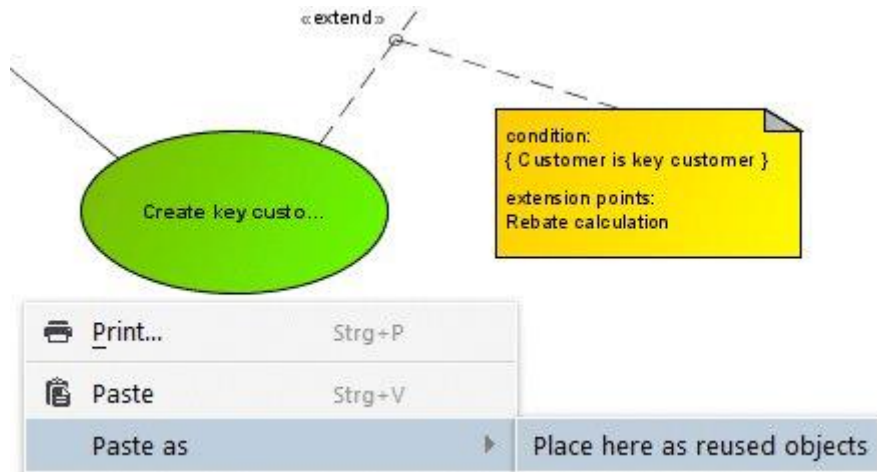 «extend»
condition:
{ Customer is key customer }
Create key custo...
extension points:
Rebate calculation
Print... Strg+P
Paste Strg+V
Paste as Place here as reused objects